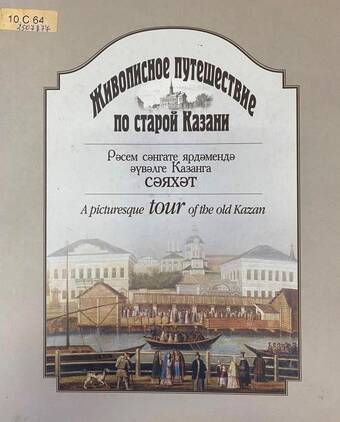 10 C 64
2507877
Живописное путешествие
по старой Казани
Рәсем сәнгате ярдәмендә
әүвәлге Казанга
сәяхәт
A picturesque tour of the old Kazan